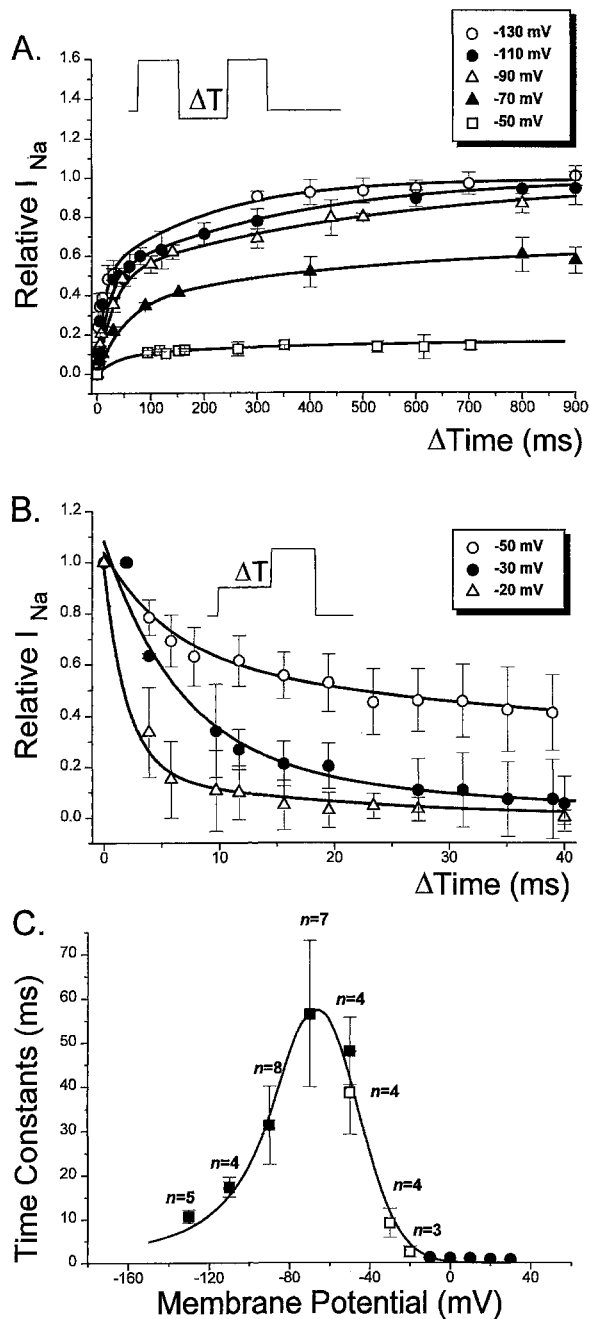 A.
-130 mV
-110 mV
-90 mV
-70 mV
-50 mV
ΔT
Relative I Na
1.6
1.4
1.2
1.0
0.8
0.6
0.4
0.2
0.0
0 100 200 300 400 500 600 700 800 900
ΔTime (ms)
B.
-50 mV
-30 mV
-20 mV
ΔT
Relative I Na
1.2
1.0
0.8
0.6
0.4
0.2
0.0
0 10 20 30 40
ΔTime (ms)
C.
n=7
n=4
n=8
n=4
n=4
n=4
n=5
n=3
Time Constants (ms)
70
60
50
40
30
20
10
0
-160 -120 -80 -40 0 40
Membrane Potential (mV)